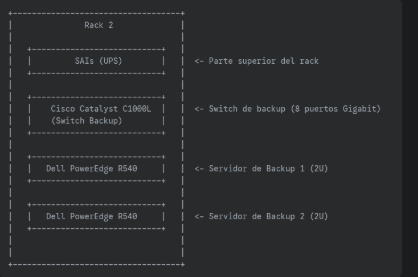 Rack 2
SAIs (UPS) <- Parte superior del rack
Cisco Catalyst C1000L <- Switch de backup (8 puertos Gigabit)
(Switch Backup)
Dell PowerEdge R540 <- Servidor de Backup 1 (2U)
Dell PowerEdge R540 <- Servidor de Backup 2 (2U)